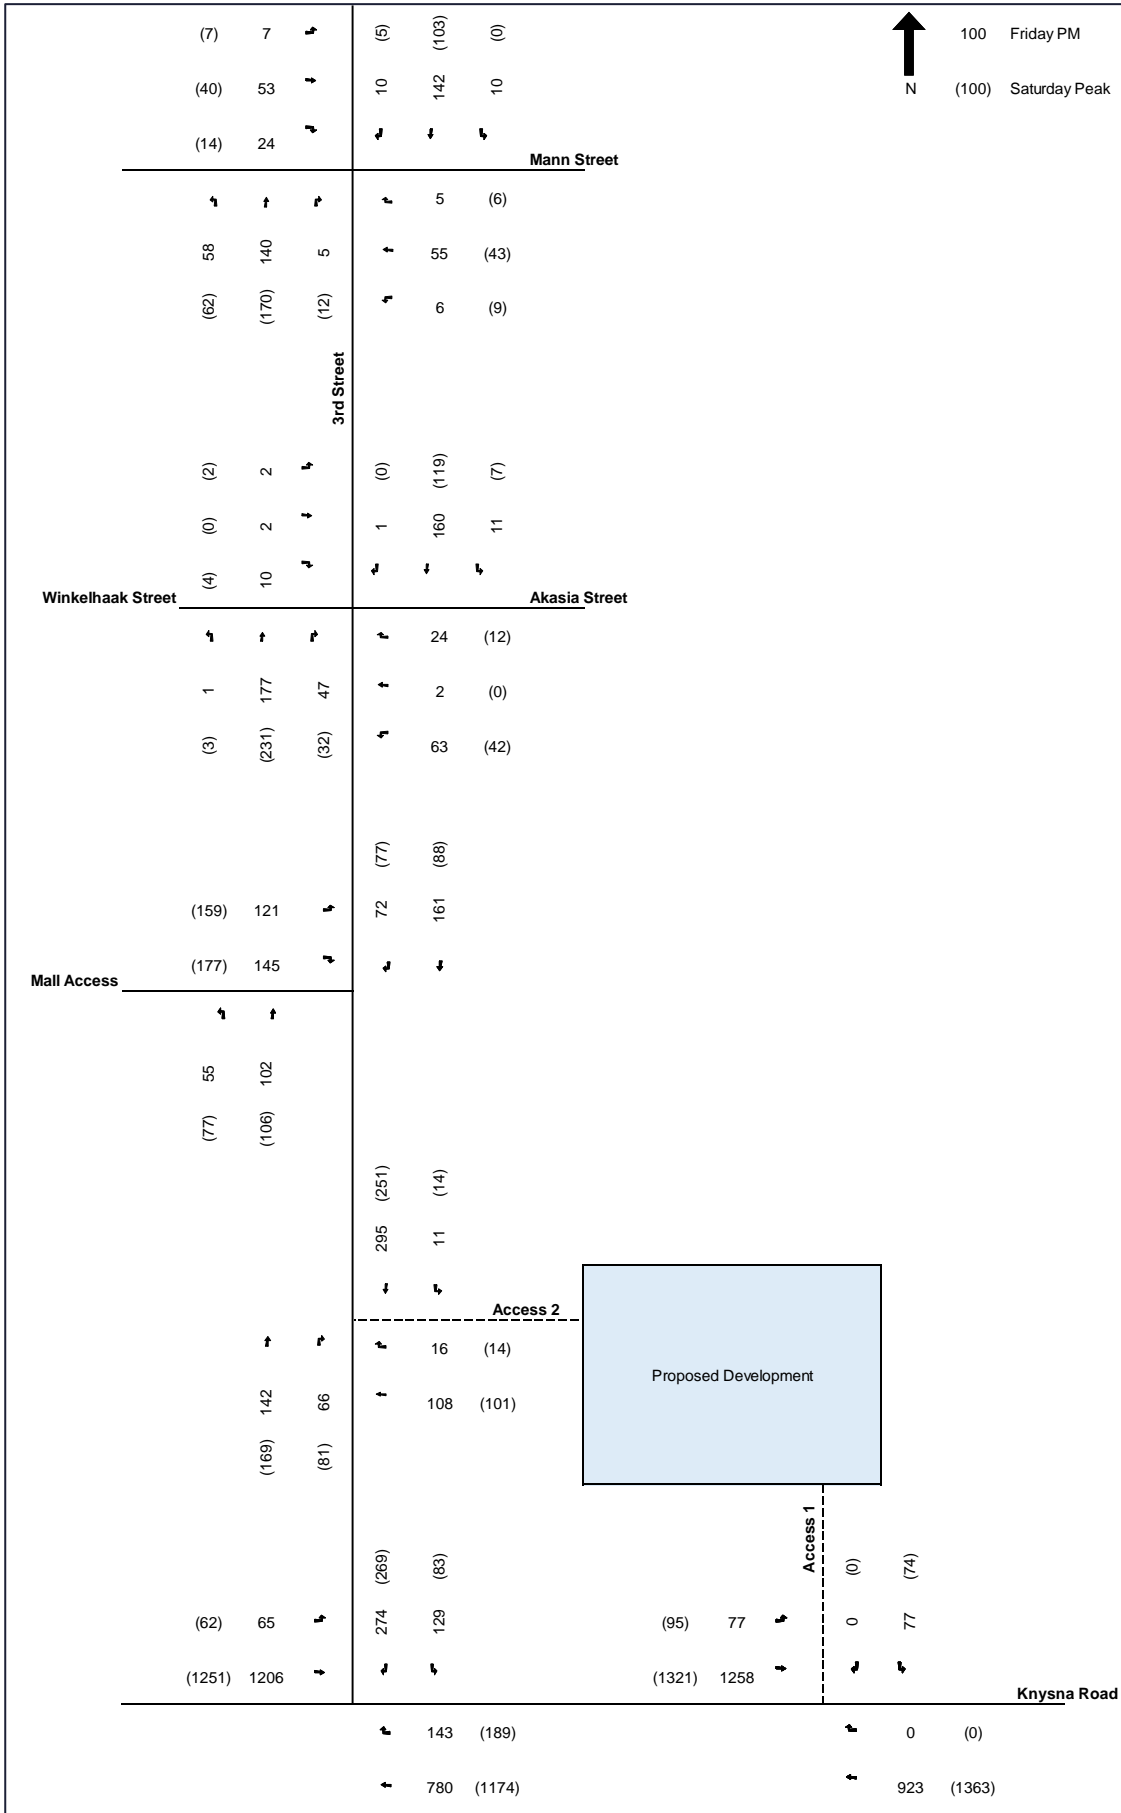 (7) 7 (5) (103) (0) 100 Friday PM
(40) 53 10 142 10 N (100) Saturday Peak
(14) 24
Mann Street
5 (6)
58 140 5 55 (43)
(62) (170) (12) 6 (9)
3rd Street
(2) 2 (0) (119) (7)
(0) 2 1 160 11
(4) 10
Winkelhaak Street Akasia Street
24 (12)
1 177 47 2 (0)
(3) (231) (32) 63 (42)
(77) (88)
(159) 121 72 161
(177) 145
Mall Access
55 102
(77) (106)
(251) (14)
295 11
Access 2
16 (14)
142 66 108 (101)
(169) (81)
Proposed Development
Access 1
(269) (83) (0) (74)
(62) 65 274 129 (95) 77 0 77
(1251) 1206 (1321) 1258
Knysna Road
143 (189) 0 (0)
780 (1174) 923 (1363)